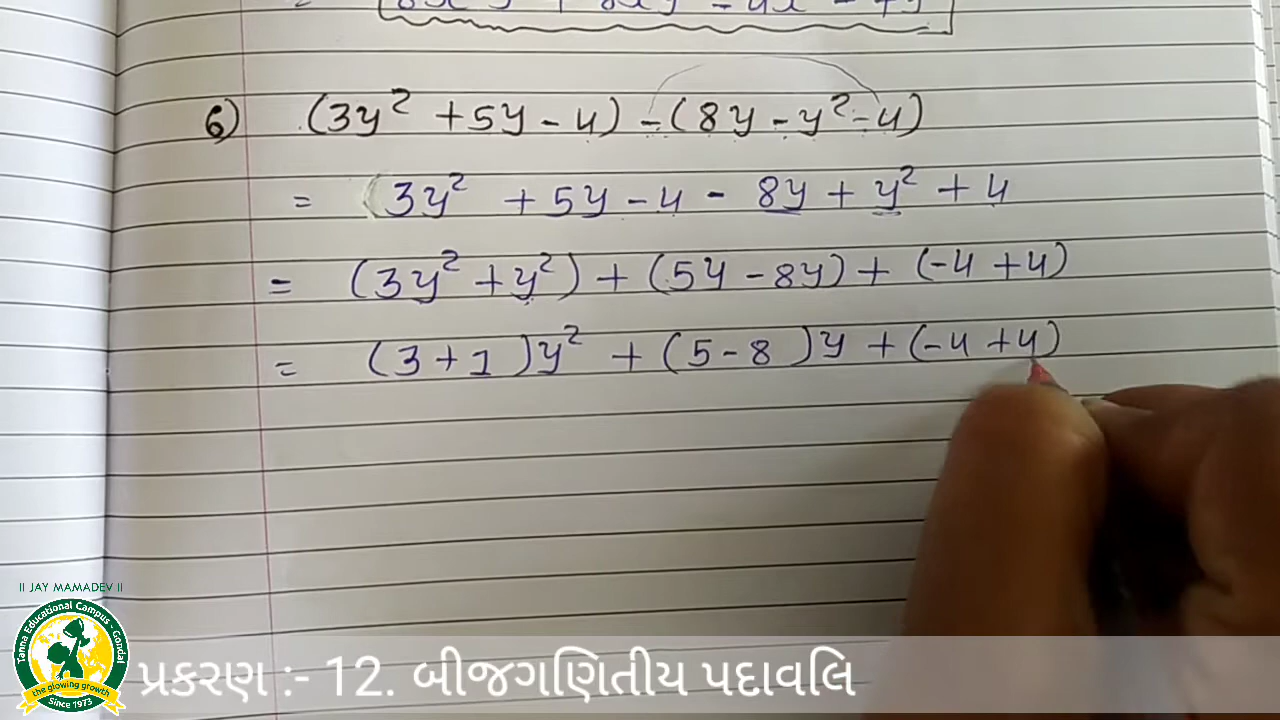 6) (3y² + 5y - 4) - (8y - y² - 4)
= (3y² + 5y - 4 - 8y + y² + 4
= (3y² + y²) + (5y - 8y) + (-4 + 4)
= (3 + 1)y² + (5 - 8)y + (-4 + 4)
|| JAY MAMADEV ||
Tanna Educational Campus - Gondal
the glowing growth
Since 1973
પ્રકરણ :- 12. બીજગણિતીય પદાવલિ